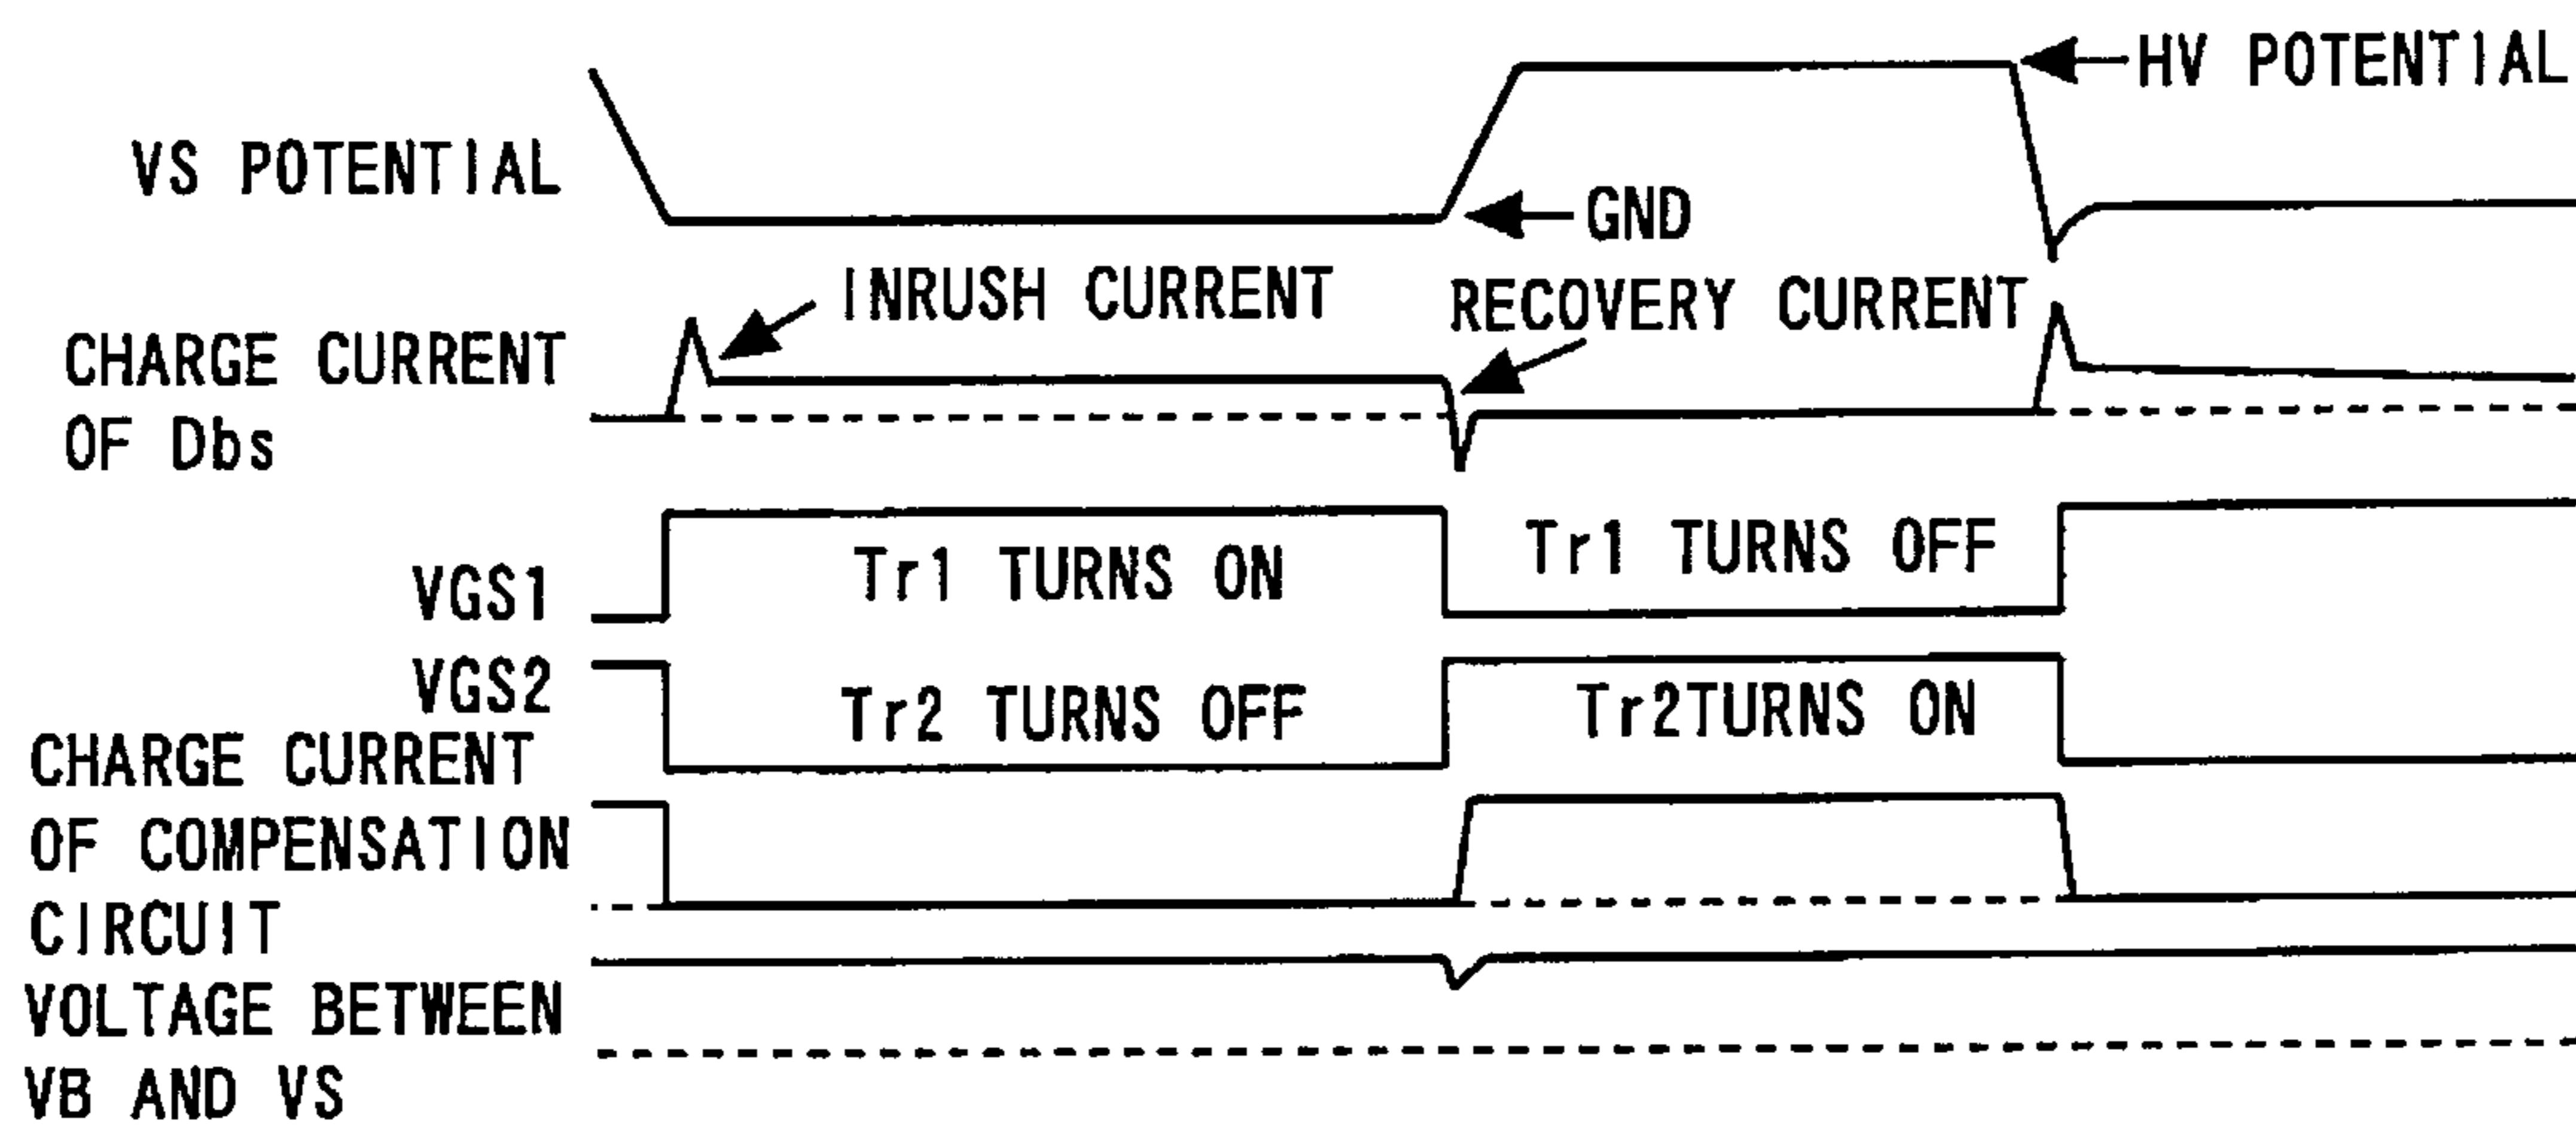 HV POTENTIAL
VS POTENTIAL
GND
INRUSH CURRENT
RECOVERY CURRENT
CHARGE CURRENT
OF Dbs
Tr1 TURNS ON
Tr1 TURNS OFF
VGS1
VGS2
Tr2 TURNS OFF
Tr2TURNS ON
CHARGE CURRENT
OF COMPENSATION
CIRCUIT
VOLTAGE BETWEEN
VB AND VS